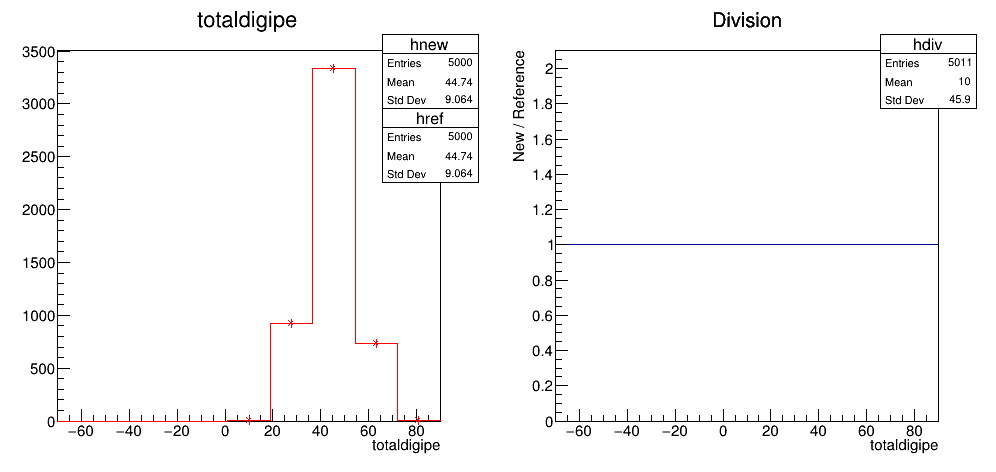 totaldigipe
hnew
Entries 5000
Mean 44.74
Std Dev 9.064
href
Entries 5000
Mean 44.74
Std Dev 9.064
3500
3000
2500
2000
1500
1000
500
0
−60 −40 −20 0 20 40 60 80
totaldigipe
Division
hdiv
Entries 5011
Mean 10
Std Dev 45.9
New / Reference
2
1.8
1.6
1.4
1.2
1
0.8
0.6
0.4
0.2
0
−60 −40 −20 0 20 40 60 80
totaldigipe